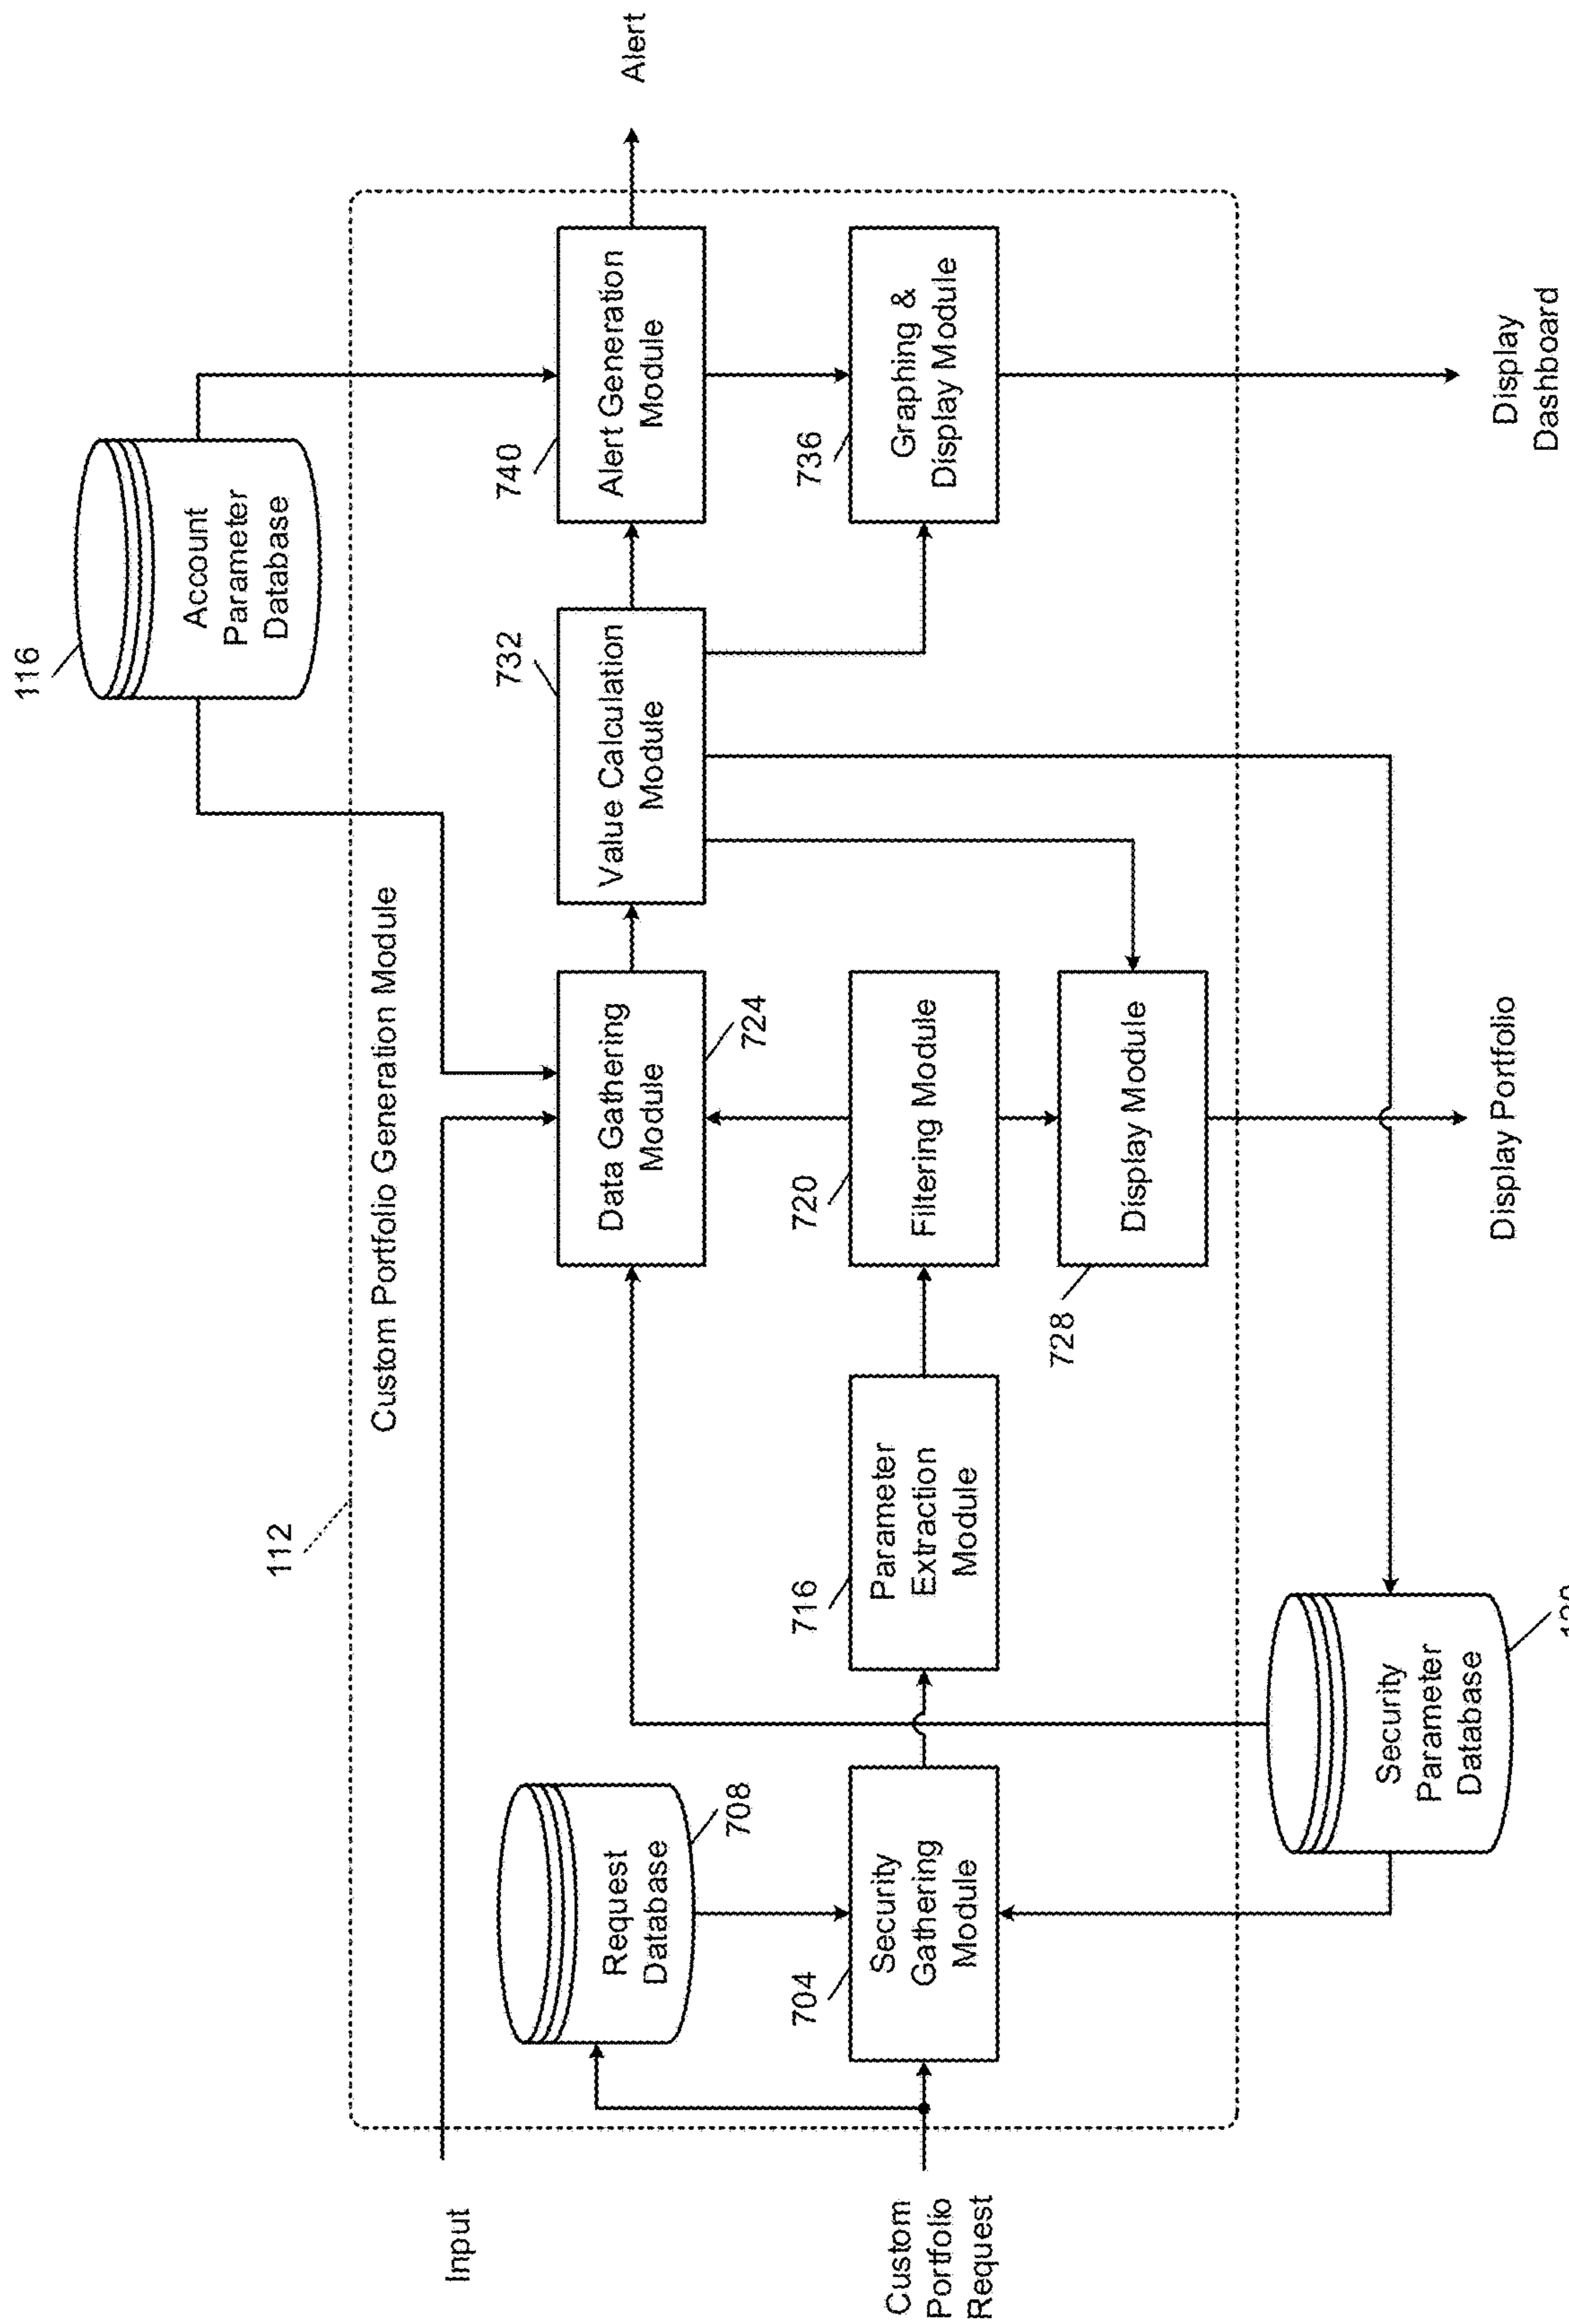 116
Account
Parameter
Database
112
Custom Portfolio Generation Module
Input
Request
Database
708
Data Gathering
Module
724
732
Value Calculation
Module
740
Alert Generation
Module
Alert
Custom
Portfolio
Request
704
Security
Gathering
Module
716
Parameter
Extraction
Module
720
Filtering Module
736
Graphing &
Display Module
728
Display Module
Security
Parameter
Database
Display Portfolio
Display
Dashboard